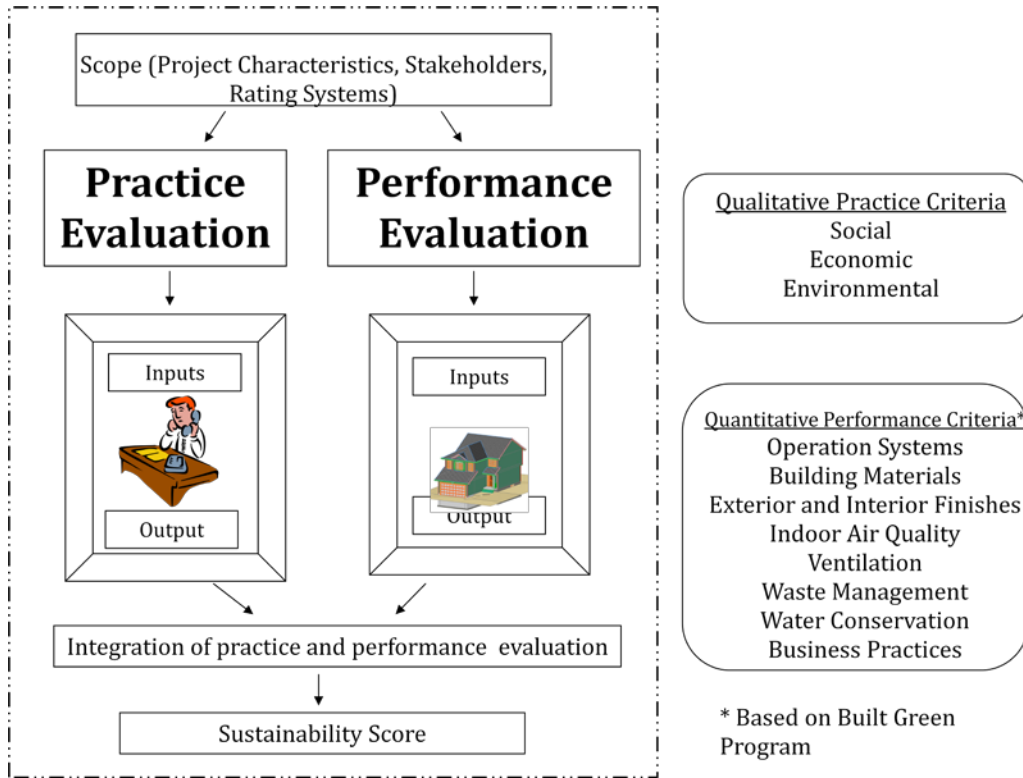 Scope (Project Characteristics, Stakeholders,
Rating Systems)
Practice
Evaluation
Performance
Evaluation
Inputs
Output
Inputs
Output
Integration of practice and performance evaluation
Sustainability Score
Qualitative Practice Criteria
Social
Economic
Environmental
Quantitative Performance Criteria*
Operation Systems
Building Materials
Exterior and Interior Finishes
Indoor Air Quality
Ventilation
Waste Management
Water Conservation
Business Practices
* Based on Built Green
Program